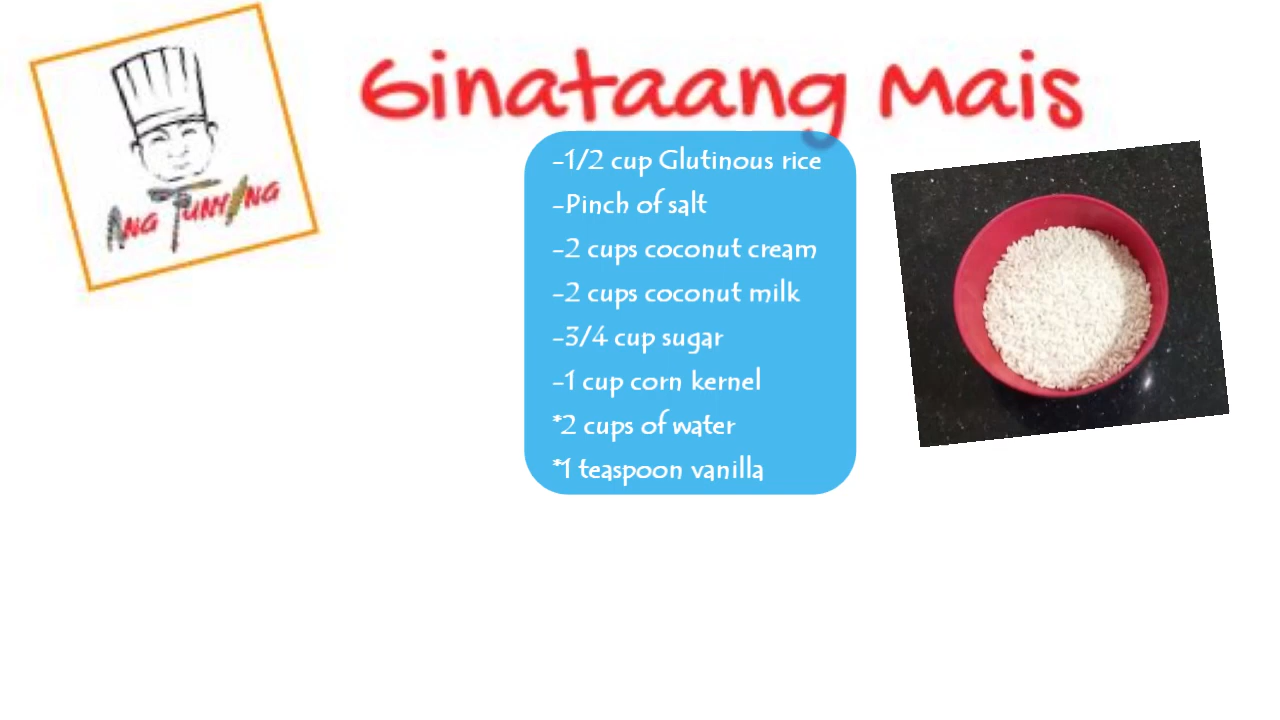 Ginataang Mais
ANG TUNYING
-1/2 cup Glutinous rice
-Pinch of salt
-2 cups coconut cream
-2 cups coconut milk
-3/4 cup sugar
-1 cup corn kernel
*2 cups of water
*1 teaspoon vanilla